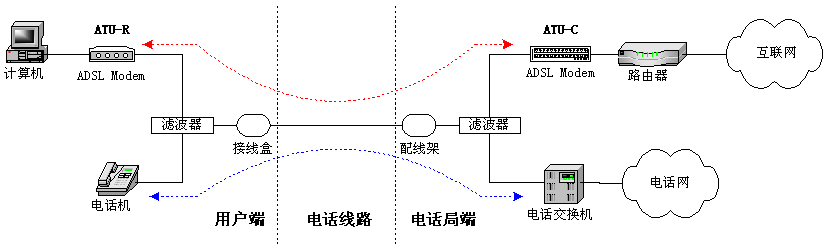 ATU-R
ATU-C
计算机
ADSL Modem
ADSL Modem
路由器
互联网
滤波器
接线盒
配线架
滤波器
电话机
电话交换机
电话网
用户端
电话线路
电话局端